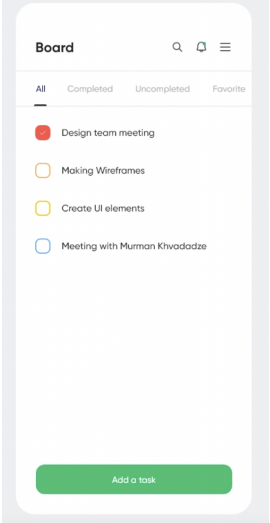 Board
All Completed Uncompleted Favorite
Design team meeting
Making Wireframes
Create UI elements
Meeting with Murman Khvadadze
Add a task